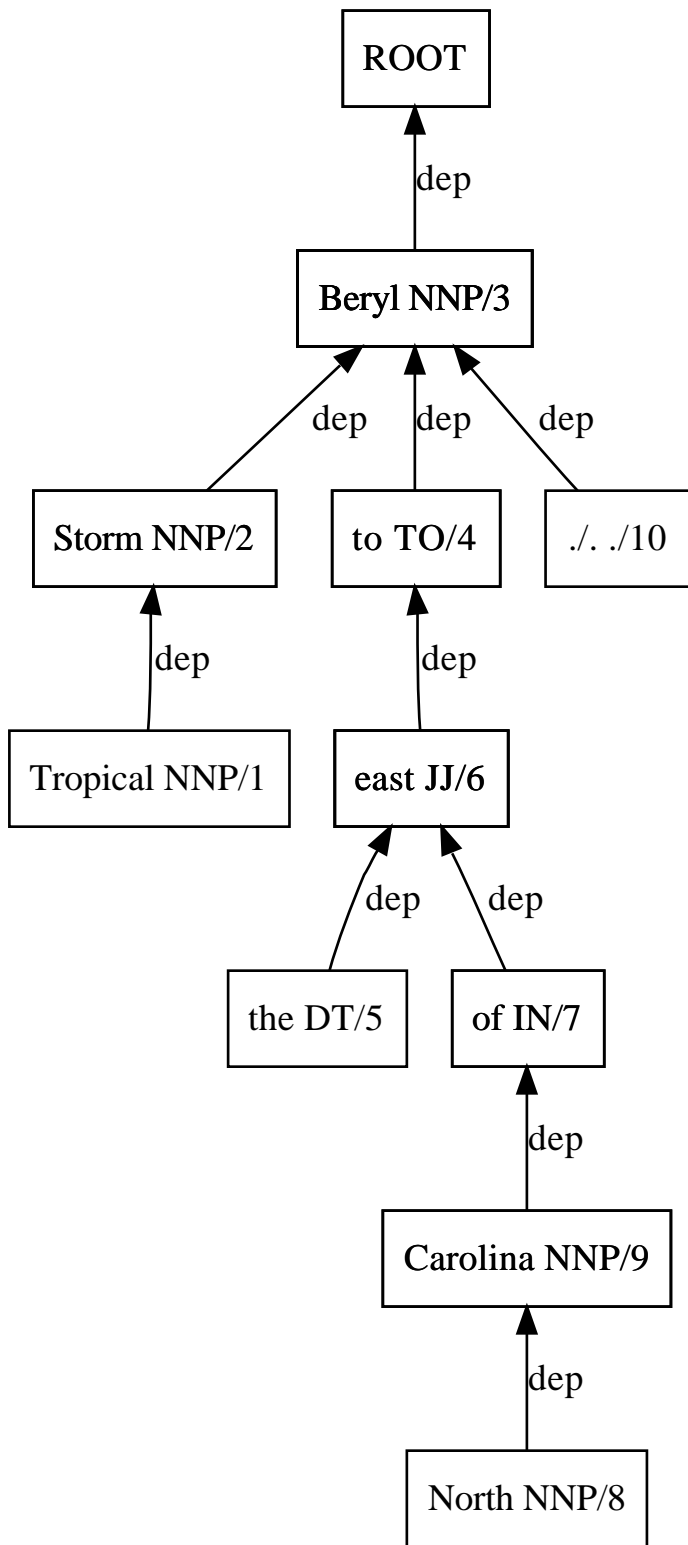 ROOT
dep
Beryl NNP/3
dep dep dep
Storm NNP/2 to TO/4 ./. ./10
dep dep
Tropical NNP/1 east JJ/6
dep dep
the DT/5 of IN/7
dep
Carolina NNP/9
dep
North NNP/8